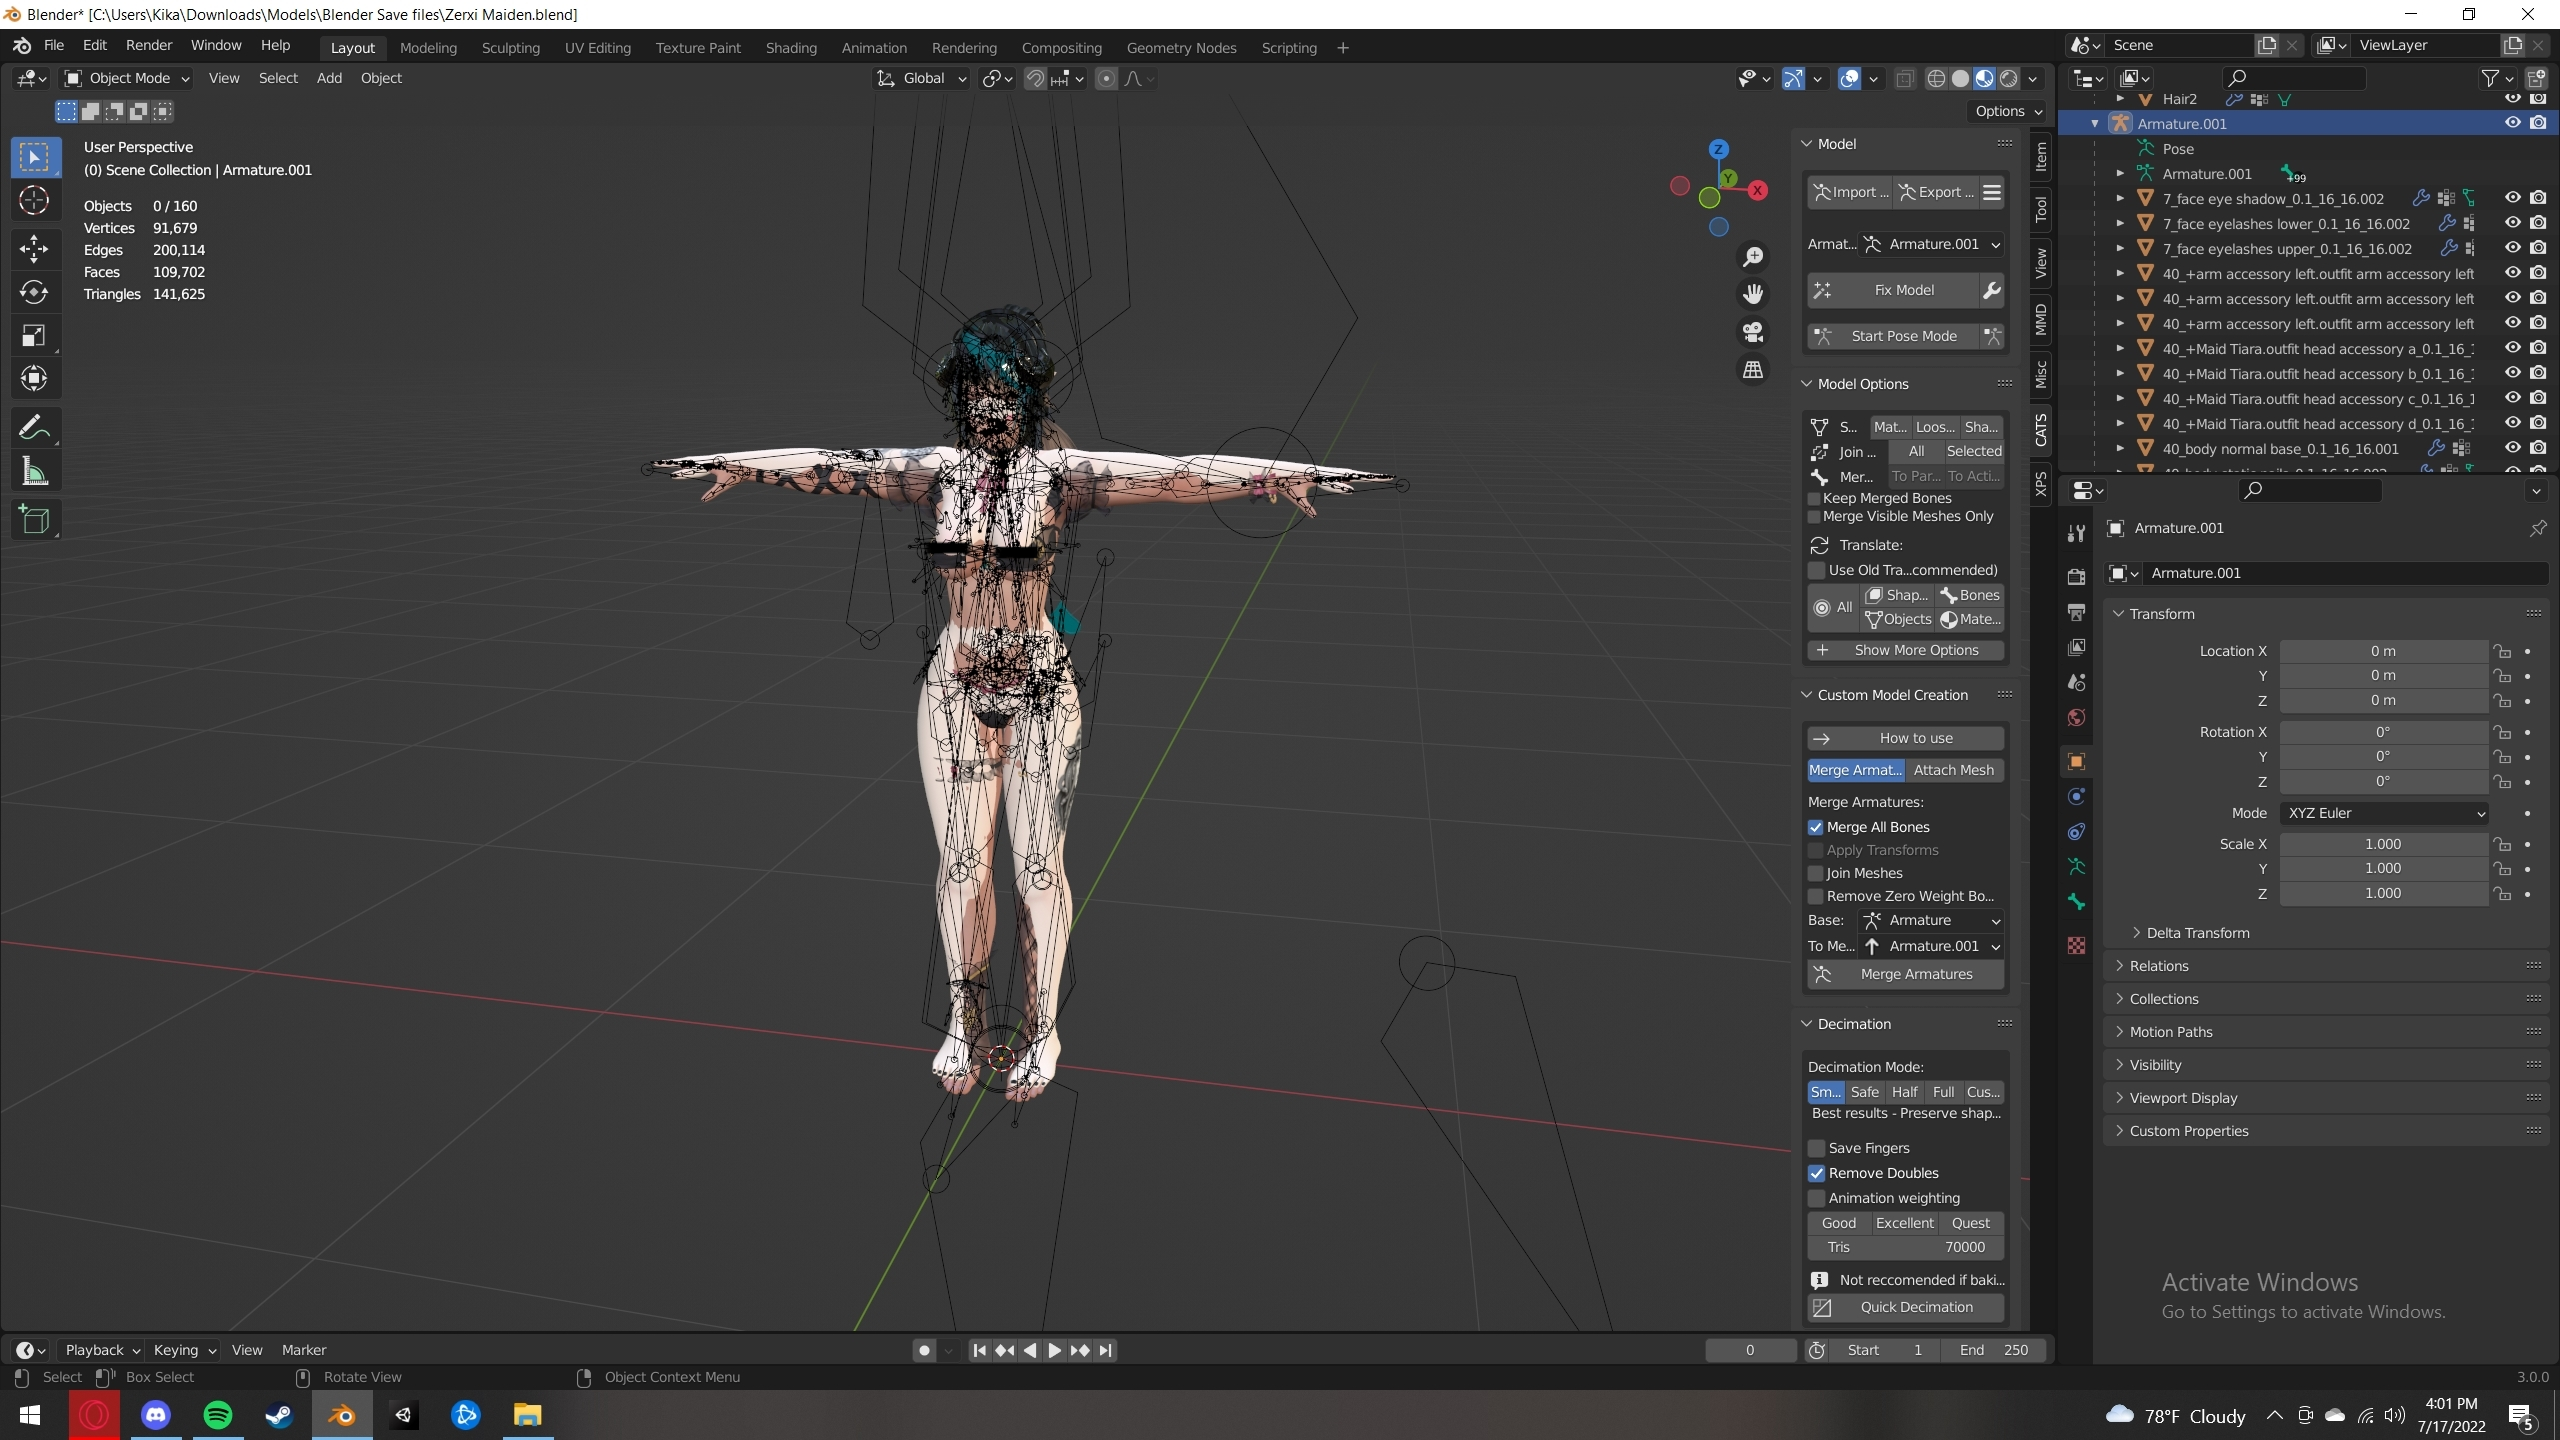 Blender* [C:\Users\Kika\Downloads\Models\Blender Save files\Zerxi Maiden.blend]
File Edit Render Window Help Layout Modeling Sculpting UV Editing Texture Paint Shading Animation Rendering Compositing Geometry Nodes Scripting + Scene ViewLayer
Object Mode View Select Add Object Global
Options
User Perspective
(0) Scene Collection | Armature.001
Objects 0 / 160
Vertices 91,679
Edges 200,114
Faces 109,702
Triangles 141,625
Z
Y
X
Model
Import ... Export ...
Armat... Armature.001
Fix Model
Start Pose Mode
Model Options
S... Mat... Loos... Sha...
Join ... All Selected
Mer... To Par... To Acti...
Keep Merged Bones
Merge Visible Meshes Only
Translate:
Use Old Tra...commended)
All Shap... Bones
Objects Mate...
Show More Options
Custom Model Creation
How to use
Merge Armat... Attach Mesh
Merge Armatures:
Merge All Bones
Apply Transforms
Join Meshes
Remove Zero Weight Bo...
Base: Armature
To Me... Armature.001
Merge Armatures
Decimation
Decimation Mode:
Sm... Safe Half Full Cus...
Best results - Preserve shap...
Save Fingers
Remove Doubles
Animation weighting
Good Excellent Quest
Tris 70000
Not reccomended if baki...
Quick Decimation
Item
Tool
View
MMD
Misc
CATS
XPS
Hair2
Armature.001
Pose
Armature.001 +99
7_face eye shadow_0.1_16_16.002
7_face eyelashes lower_0.1_16_16.002
7_face eyelashes upper_0.1_16_16.002
40_+arm accessory left.outfit arm accessory left
40_+arm accessory left.outfit arm accessory left
40_+arm accessory left.outfit arm accessory left
40_+Maid Tiara.outfit head accessory a_0.1_16_1
40_+Maid Tiara.outfit head accessory b_0.1_16_1
40_+Maid Tiara.outfit head accessory c_0.1_16_1
40_+Maid Tiara.outfit head accessory d_0.1_16_1
40_body normal base_0.1_16_16.001
Armature.001
Armature.001
Transform
Location X 0 m
Y 0 m
Z 0 m
Rotation X 0°
Y 0°
Z 0°
Mode XYZ Euler
Scale X 1.000
Y 1.000
Z 1.000
Delta Transform
Relations
Collections
Motion Paths
Visibility
Viewport Display
Custom Properties
Activate Windows
Go to Settings to activate Windows.
Playback Keying View Marker 0 Start 1 End 250
Select Box Select Rotate View Object Context Menu 3.0.0
78°F Cloudy
4:01 PM
7/17/2022
5